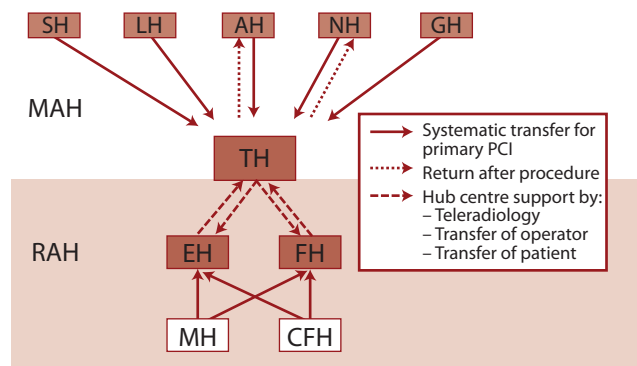 SH LH AH NH GH
MAH
TH
Systematic transfer for
primary PCI
Return after procedure
Hub centre support by:
– Teleradiology
– Transfer of operator
– Transfer of patient
RAH
EH FH
MH CFH